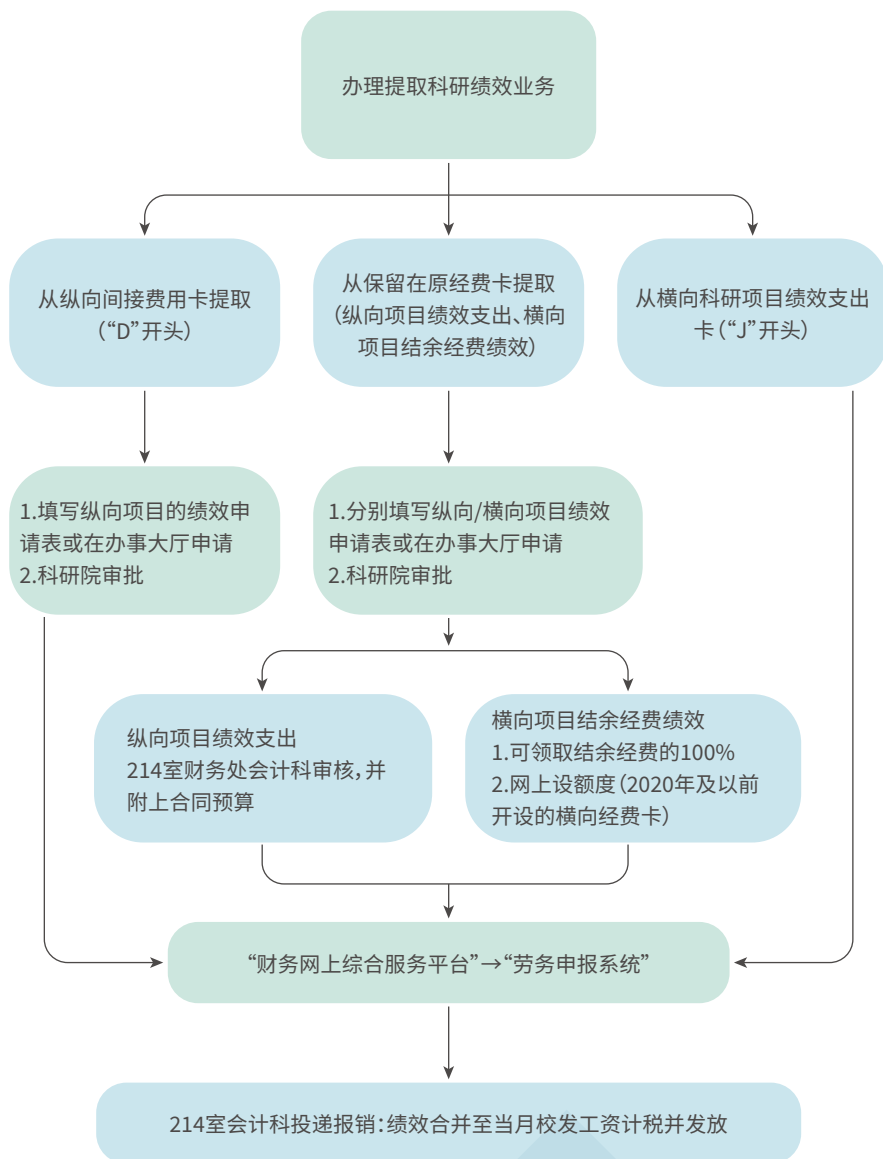 办理提取科研绩效业务
从纵向间接费用卡提取
（“D”开头）
从保留在原经费卡提取
（纵向项目绩效支出、横向
项目结余经费绩效）
从横向科研项目绩效支出
卡（“J”开头）
1.填写纵向项目的绩效申
请表或在办事大厅申请
2.科研院审批
1.分别填写纵向/横向项目绩效
申请表或在办事大厅申请
2.科研院审批
纵向项目绩效支出
214室财务处会计科审核，并
附上合同预算
横向项目结余经费绩效
1.可领取结余经费的100%
2.网上设额度（2020年及以前
开设的横向经费卡）
“财务网上综合服务平台”→“劳务申报系统”
214室会计科投递报销：绩效合并至当月校发工资计税并发放